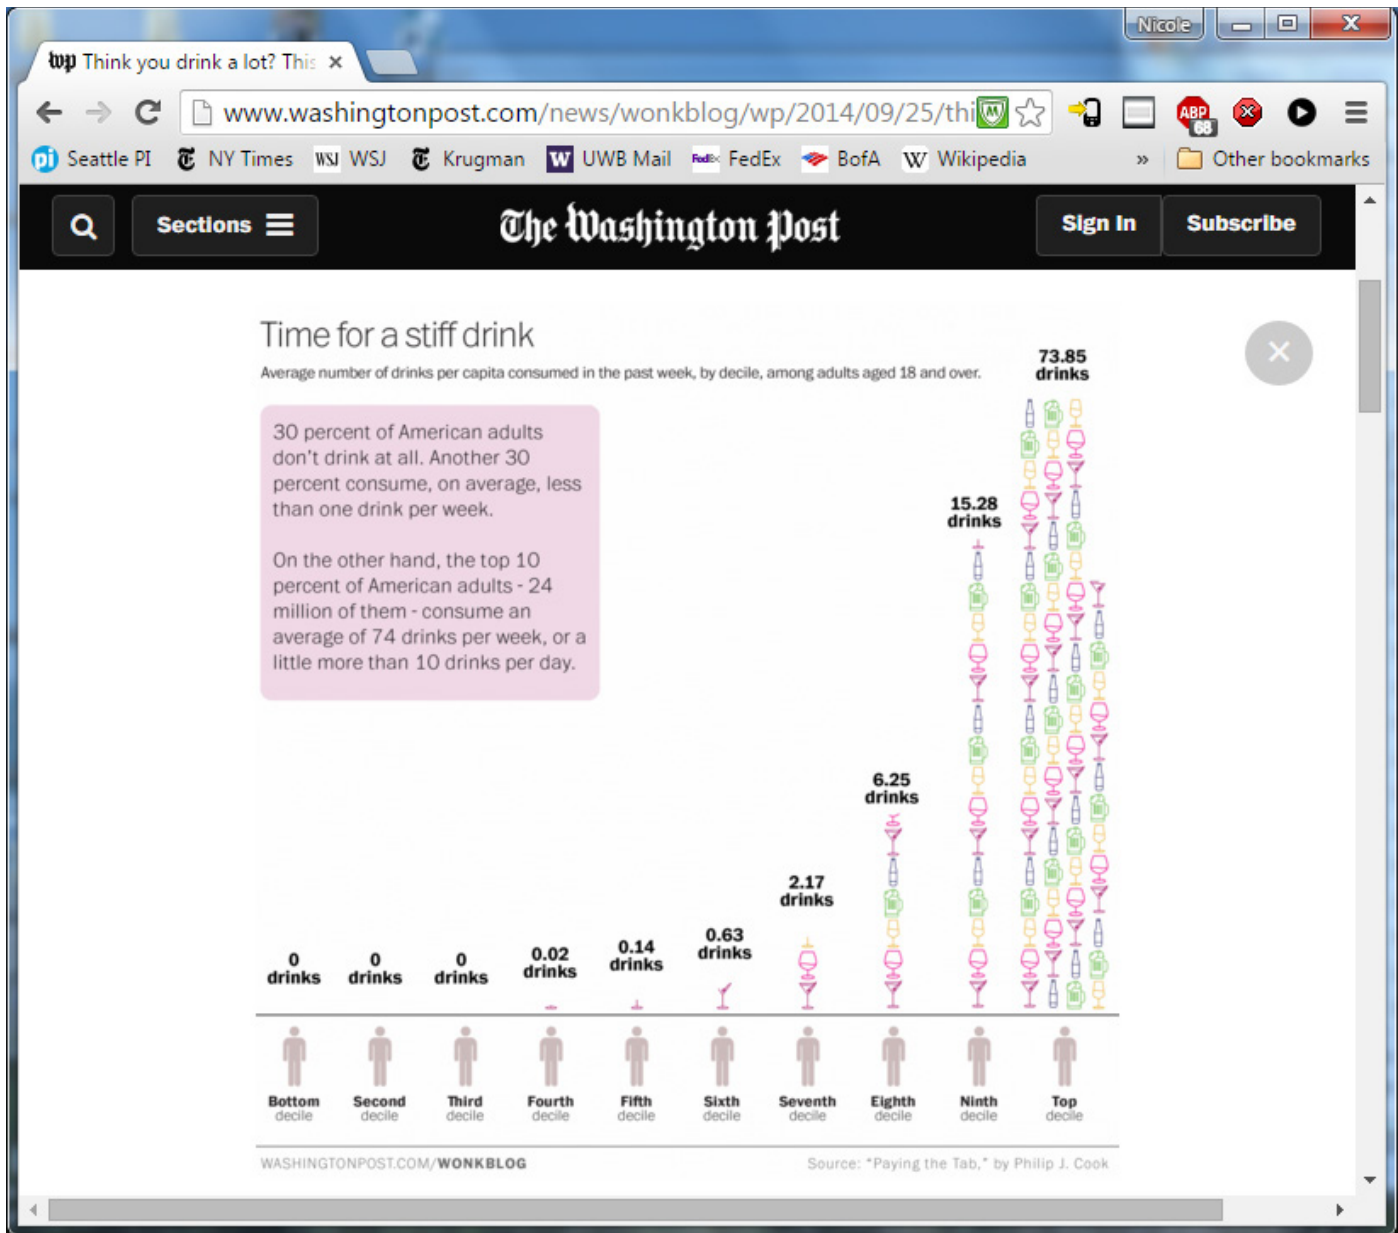 Nicole
wp Think you drink a lot? This
www.washingtonpost.com/news/wonkblog/wp/2014/09/25/thi
ABP
68
pi Seattle PI NY Times WSJ WSJ Krugman W UWB Mail FedEx FedEx BofA W Wikipedia » Other bookmarks
Sections
The Washington Post
Sign In
Subscribe
Time for a stiff drink
Average number of drinks per capita consumed in the past week, by decile, among adults aged 18 and over.
30 percent of American adults
don't drink at all. Another 30
percent consume, on average, less
than one drink per week.
On the other hand, the top 10
percent of American adults - 24
million of them - consume an
average of 74 drinks per week, or a
little more than 10 drinks per day.
0
drinks
0
drinks
0
drinks
0.02
drinks
0.14
drinks
0.63
drinks
2.17
drinks
6.25
drinks
15.28
drinks
73.85
drinks
Bottom
decile
Second
decile
Third
decile
Fourth
decile
Fifth
decile
Sixth
decile
Seventh
decile
Eighth
decile
Ninth
decile
Top
decile
WASHINGTONPOST.COM/WONKBLOG
Source: "Paying the Tab," by Philip J. Cook